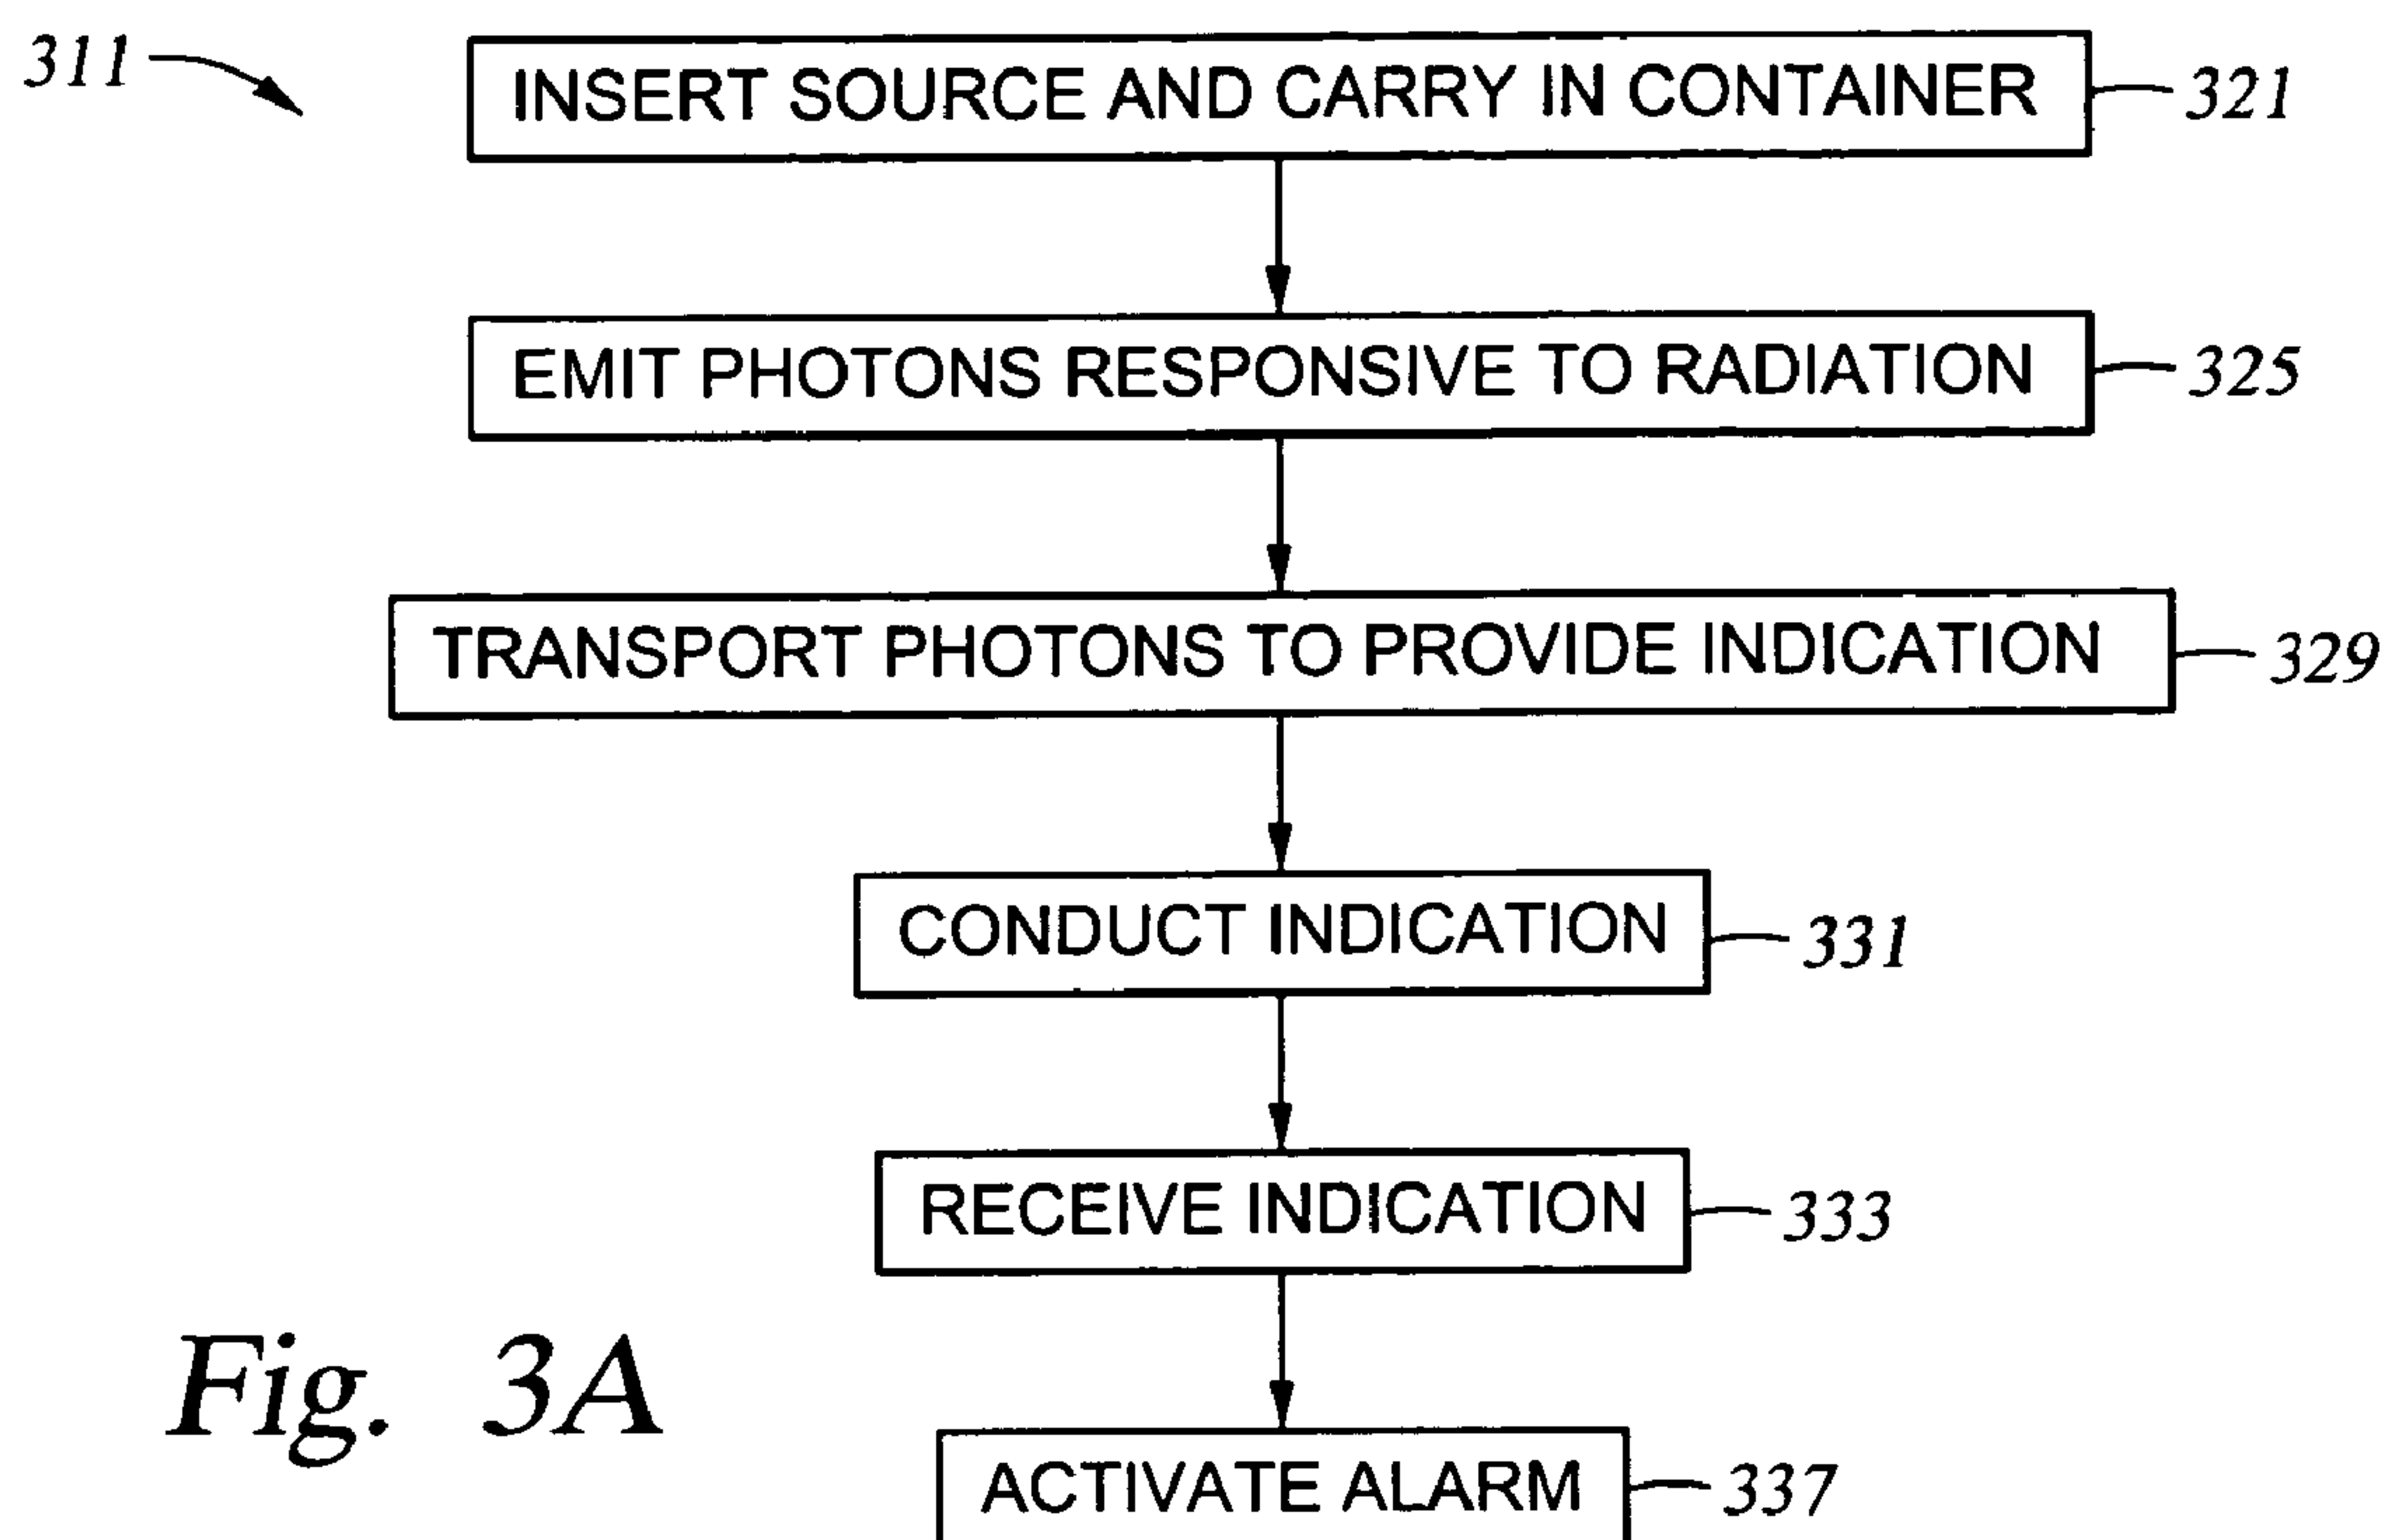 311
INSERT SOURCE AND CARRY IN CONTAINER 321
EMIT PHOTONS RESPONSIVE TO RADIATION 325
TRANSPORT PHOTONS TO PROVIDE INDICATION 329
CONDUCT INDICATION 331
RECEIVE INDICATION 333
ACTIVATE ALARM 337
Fig. 3A